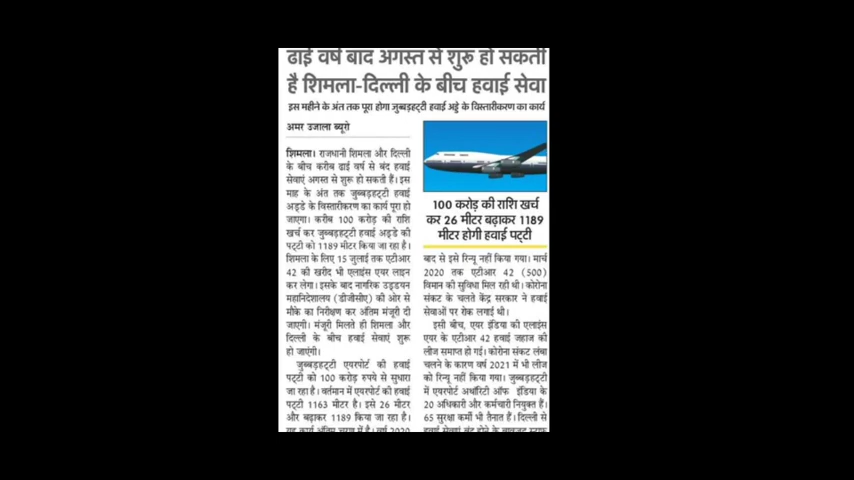 ढाई वर्ष बाद अगस्त से शुरू हो सकती
है शिमला-दिल्ली के बीच हवाई सेवा
इस महीने के अंत तक पूरा होगा जुब्बड़हट्टी हवाई अड्डे के विस्तारीकरण का कार्य
अमर उजाला ब्यूरो
शिमला। राजधानी शिमला और दिल्ली
के बीच करीब ढाई वर्ष से बंद हवाई
सेवाएं अगस्त से शुरू हो सकती हैं। इस
माह के अंत तक जुब्बड़हट्टी हवाई
अड्डे के विस्तारीकरण का कार्य पूरा हो
जाएगा। करीब 100 करोड़ की राशि
खर्च कर जुब्बड़हट्टी हवाई अड्डे की
पट्टी को 1189 मीटर किया जा रहा है।
शिमला के लिए 15 जुलाई तक एटीआर
42 की खरीद भी एलाइंस एयर लाइन
कर लेगा। इसके बाद नागरिक उड्डयन
महानिदेशालय (डीजीसीए) की ओर से
मौके का निरीक्षण कर अंतिम मंजूरी दी
जाएगी। मंजूरी मिलते ही शिमला और
दिल्ली के बीच हवाई सेवाएं शुरू
हो जाएंगी।
जुब्बड़हट्टी एयरपोर्ट की हवाई
पट्टी को 100 करोड़ रुपये से सुधारा
जा रहा है। वर्तमान में एयरपोर्ट की हवाई
पट्टी 1163 मीटर है। इसे 26 मीटर
और बढ़ाकर 1189 किया जा रहा है।
यह कार्य अंतिम चरण में है। वर्ष 2020
100 करोड़ की राशि खर्च
कर 26 मीटर बढ़ाकर 1189
मीटर होगी हवाई पट्टी
बाद से इसे रिन्यू नहीं किया गया। मार्च
2020 तक एटीआर 42 (500)
विमान की सुविधा मिल रही थी। कोरोना
संकट के चलते केंद्र सरकार ने हवाई
सेवाओं पर रोक लगाई थी।
इसी बीच, एयर इंडिया की एलाइंस
एयर के एटीआर 42 हवाई जहाज की
लीज समाप्त हो गई। कोरोना संकट लंबा
चलने के कारण वर्ष 2021 में भी लीज
को रिन्यू नहीं किया गया। जुब्बड़हट्टी
में एयरपोर्ट अथॉरिटी ऑफ इंडिया के
20 अधिकारी और कर्मचारी नियुक्त हैं।
65 सुरक्षा कर्मी भी तैनात हैं। दिल्ली से
हवाई सेवाएं बंद होने के बावजूद स्टाफ